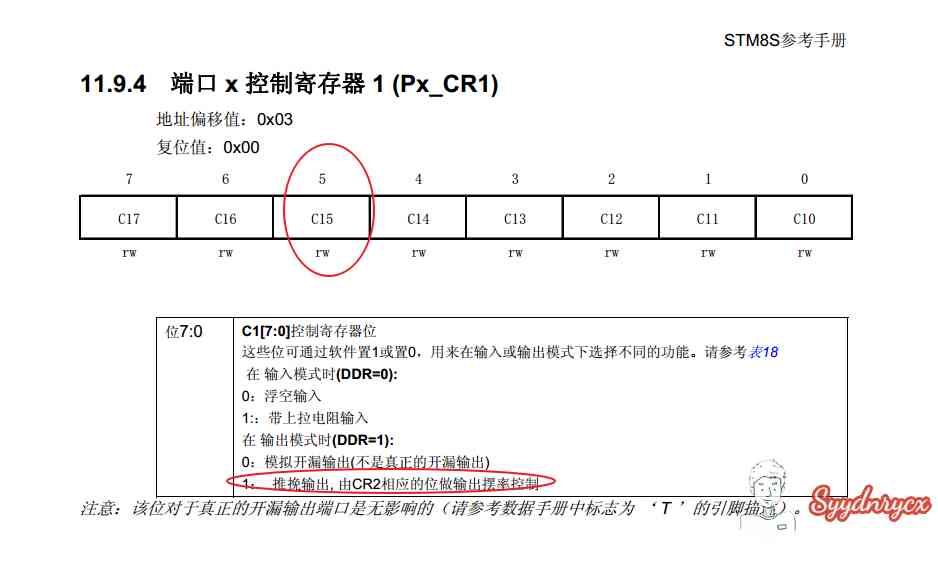 STM8S参考手册
11.9.4 端口 x 控制寄存器 1 (Px_CR1)
地址偏移值：0x03
复位值：0x00
7 6 5 4 3 2 1 0
C17 C16 C15 C14 C13 C12 C11 C10
rw rw rw rw rw rw rw rw
位7:0 C1[7:0]控制寄存器位
这些位可通过软件置1或置0，用来在输入或输出模式下选择不同的功能。请参考表18
在 输入模式时(DDR=0):
0：浮空输入
1:：带上拉电阻输入
在 输出模式时(DDR=1):
0：模拟开漏输出(不是真正的开漏输出)
1： 推挽输出, 由CR2相应的位做输出摆率控制
注意：该位对于真正的开漏输出端口是无影响的（请参考数据手册中标志为 ‘T’的引脚描述）。
Syydnrycx